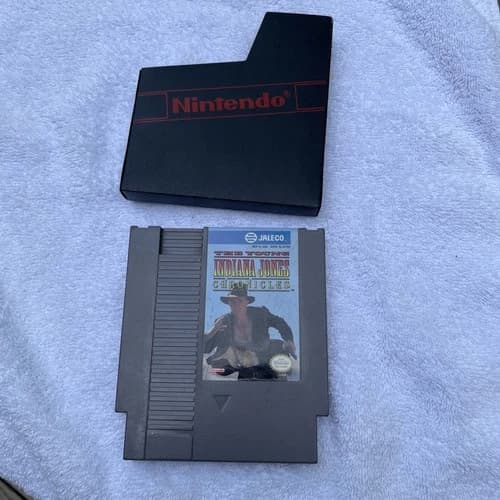 Nintendo®
JALECO
THE YOUNG
INDIANA JONES
CHRONICLES